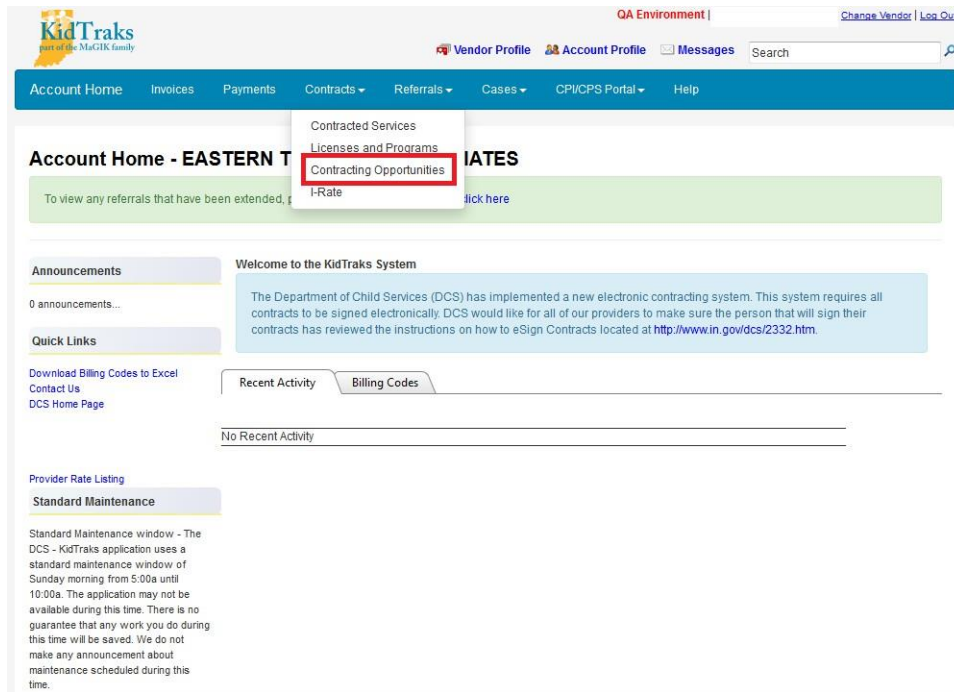 KidTraks
part of the MaGIK family
QA Environment |
Change Vendor | Log Ou
Vendor Profile Account Profile Messages Search
Account Home Invoices Payments Contracts Referrals Cases CPI/CPS Portal Help
Contracted Services
Licenses and Programs
Contracting Opportunities
I-Rate
Account Home - EASTERN T IATES
To view any referrals that have been extended, click here
Announcements
0 announcements...
Quick Links
Download Billing Codes to Excel
Contact Us
DCS Home Page
Provider Rate Listing
Standard Maintenance
Standard Maintenance window - The
DCS - KidTraks application uses a
standard maintenance window of
Sunday morning from 5:00a until
10:00a. The application may not be
available during this time. There is no
guarantee that any work you do during
this time will be saved. We do not
make any announcement about
maintenance scheduled during this
time.
Welcome to the KidTraks System
The Department of Child Services (DCS) has implemented a new electronic contracting system. This system requires all
contracts to be signed electronically. DCS would like for all of our providers to make sure the person that will sign their
contracts has reviewed the instructions on how to eSign Contracts located at http://www.in.gov/dcs/2332.htm.
Recent Activity Billing Codes
No Recent Activity